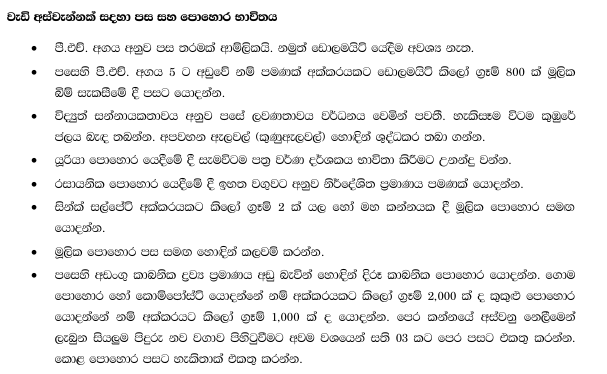 වැඩි අස්වැන්නක් සදහා පස සහ පොහොර භාවිතය
• පී.එච්. අගය අනුව පස තරමක් ආම්ලිකයි. නමුත් ඩොලමයිට් යෙදීම අවශ්‍ය නැත.
• පසෙහි පී.එච්. අගය 5 ට අඩුවේ නම් පමණක් අක්කරයකට ඩොලමයිට් කිලෝ ග්‍රෑම් 800 ක් මූලික
බිම් සැකසීමේ දී පසට යොදන්න.
• විද්‍යුත් සන්නායකතාවය අනුව පසේ ලවණතාවය වර්ධනය වෙමින් පවතී. හැකිසෑම විටම කුඹුරේ
ජලය බැඳ තබන්න. අපවහන ඇලවල් (කුණුඇලවල්) හොඳින් ශුද්ධකර තබා ගන්න.
• යූරියා පොහොර යෙදීමේ දී සැමවිටම පත්‍ර වර්ණ දර්ශකය භාවිතා කිරීමට උනන්දු වන්න.
• රසායනික පොහොර යෙදීමේ දී ඉහත වගුවට අනුව නිර්දේශිත ප්‍රමාණය පමණක් යොදන්න.
• සින්ක් සල්පේට් අක්කරයකට කිලෝ ග්‍රෑම් 2 ක් යල හෝ මහ කන්නයක දී මූලික පොහොර සමඟ
යොදන්න.
• මූලික පොහොර පස සමඟ හොඳින් කලවම් කරන්න.
• පසෙහි අඩංගු කාබනික ද්‍රව්‍ය ප්‍රමාණය අඩු බැවින් හොඳින් දිරූ කාබනික පොහොර යොදන්න. ගොම
පොහොර හෝ කොම්පෝස්ට් යොදන්නේ නම් අක්කරයකට කිලෝ ග්‍රෑම් 2,000 ක් ද කුකුළු පොහොර
යොදන්නේ නම් අක්කරයට කිලෝ ග්‍රෑම් 1,000 ක් ද යොදන්න. පෙර කන්නයේ අස්වනු නෙලීමෙන්
ලැබුන සියලුම පිදුරු නව වගාව පිහිටුවීමට අවම වශයෙන් සති 03 කට පෙර පසට එකතු කරන්න.
කොළ පොහොර පසට හැකිතාක් එකතු කරන්න.